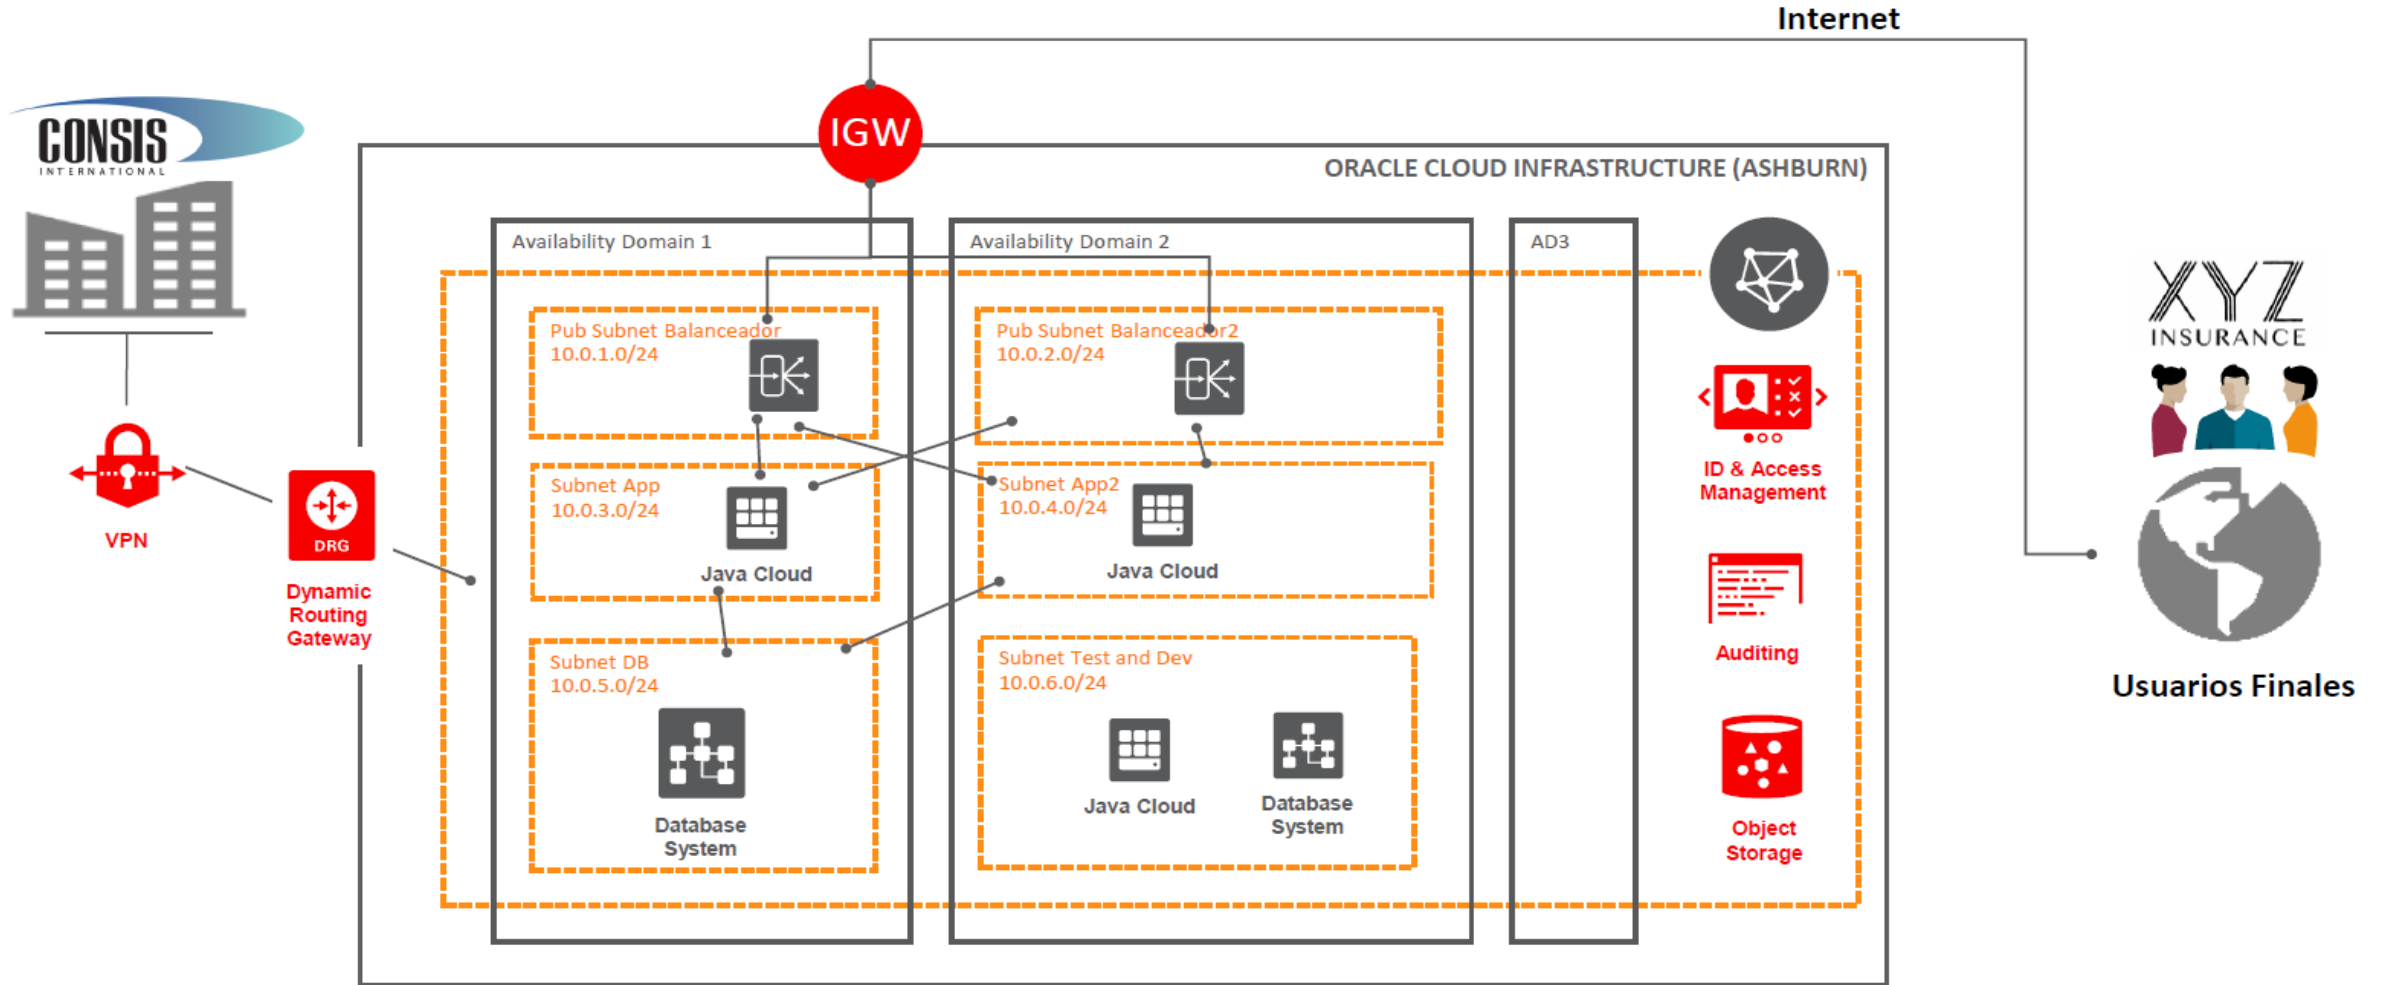 Internet
CONSIS
INTERNATIONAL
IGW
ORACLE CLOUD INFRASTRUCTURE (ASHBURN)
Availability Domain 1
Availability Domain 2
AD3
Pub Subnet Balanceador
10.0.1.0/24
Pub Subnet Balanceador2
10.0.2.0/24
XYZ
INSURANCE
Subnet App
10.0.3.0/24
Java Cloud
Subnet App2
10.0.4.0/24
Java Cloud
ID & Access
Management
VPN
DRG
Dynamic
Routing
Gateway
Auditing
Usuarios Finales
Subnet DB
10.0.5.0/24
Database
System
Subnet Test and Dev
10.0.6.0/24
Java Cloud
Database
System
Object
Storage